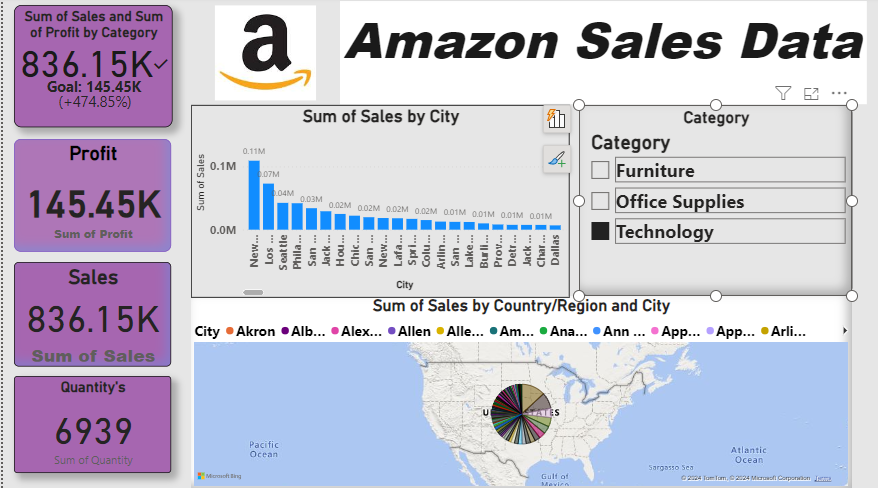 Sum of Sales and Sum
of Profit by Category
836.15K
Goal: 145.45K
(+474.85%)
a
Amazon Sales Data
Profit
145.45K
Sum of Profit
Sales
836.15K
Sum of Sales
Quantity's
6939
Sum of Quantity
Sum of Sales by City
Sum of Sales
0.1M
0.0M
0.11M
0.07M
0.04M
0.03M
0.02M
0.02M
0.02M
0.02M
0.01M
0.01M
0.01M
0.01M
New...
Los ...
Seattle
Phila...
San ...
Jack ...
Hou...
Chic...
San ...
New...
Lafa...
Spri...
Colu...
Arlin...
San ...
Lake...
Burli...
Prov...
Detr...
Jack ...
Char...
Dallas
City
Category
Category
Furniture
Office Supplies
Technology
Sum of Sales by Country/Region and City
City Akron Alb... Alex... Allen Alle... Am... Ana... Ann ... App... App... Arli...
Pacific
Ocean
Atlantic
Ocean
Sargasso Sea
Gulf of
Mexico
Microsoft Bing
© 2024 TomTom, © 2024 Microsoft Corporation Terms